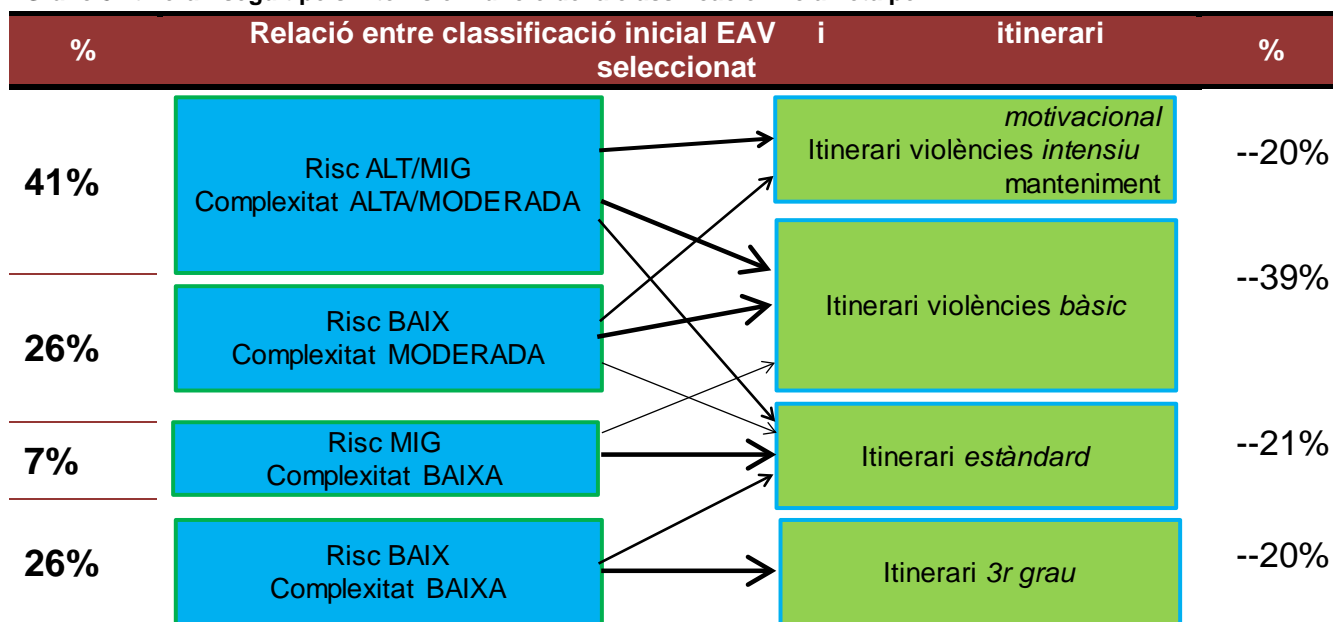 % Relació entre classificació inicial EAV i itinerari %
seleccionat
41%
Risc ALT/MIG
Complexitat ALTA/MODERADA
motivacional
Itinerari violències intensiu
manteniment
--20%
26%
Risc BAIX
Complexitat MODERADA
Itinerari violències bàsic
--39%
7%
Risc MIG
Complexitat BAIXA
Itinerari estàndard
--21%
26%
Risc BAIX
Complexitat BAIXA
Itinerari 3r grau
--20%